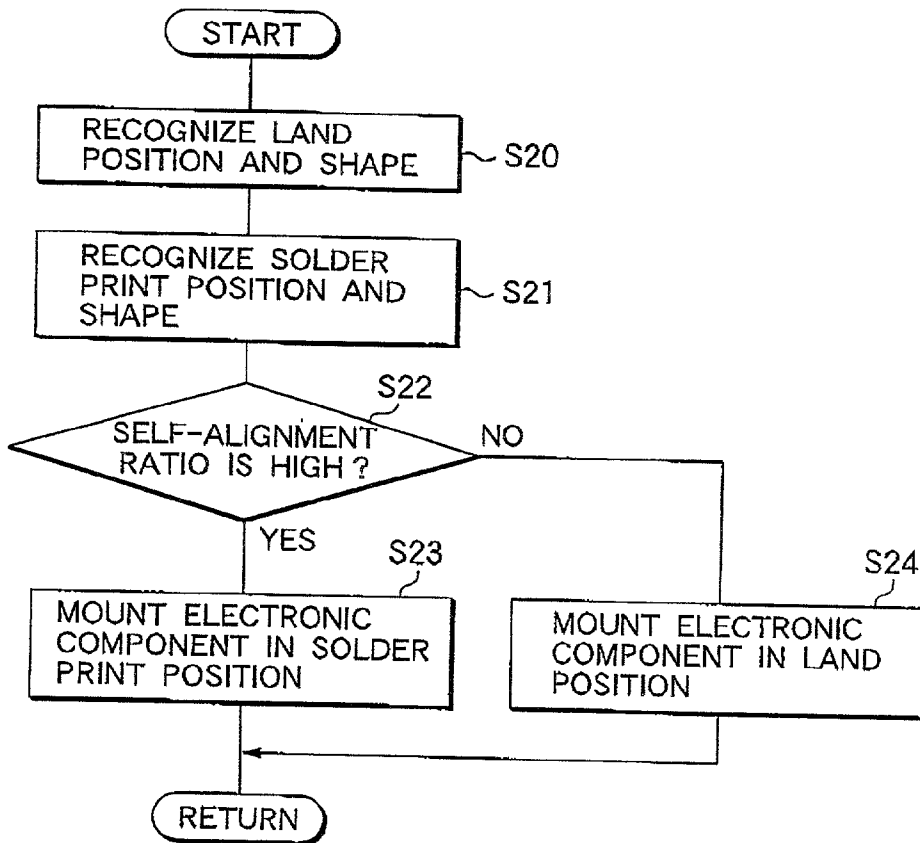 START
RECOGNIZE LAND
POSITION AND SHAPE
S20
RECOGNIZE SOLDER
PRINT POSITION AND
SHAPE
S21
S22
SELF-ALIGNMENT
RATIO IS HIGH?
NO
YES
S23
MOUNT ELECTRONIC
COMPONENT IN SOLDER
PRINT POSITION
S24
MOUNT ELECTRONIC
COMPONENT IN LAND
POSITION
RETURN